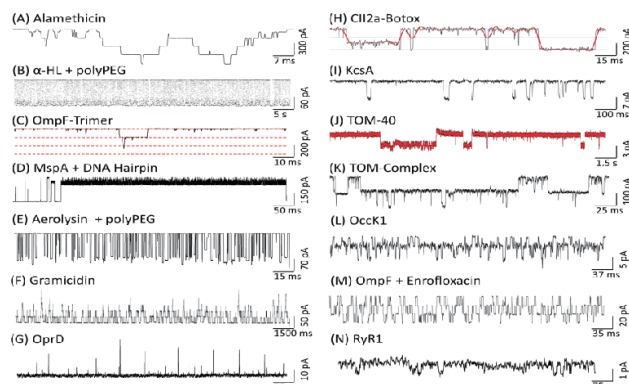 (A) Alamethicin
300 pA
7 ms
(B) α-HL + polyPEG
60 pA
5 s
(C) OmpF-Trimer
200 pA
10 ms
(D) MspA + DNA Hairpin
150 pA
50 ms
(E) Aerolysin + polyPEG
70 pA
15 ms
(F) Gramicidin
50 pA
1500 ms
(G) OprD
10 pA
(H) ClI2a-Botox
15 ms
(I) KcsA
7 pA
100 ms
(J) TOM-40
3 pA
1.5 s
(K) TOM-Complex
100 pA
25 ms
(L) OccK1
5 pA
37 ms
(M) OmpF + Enrofloxacin
20 pA
35 ms
(N) RyR1
1 pA